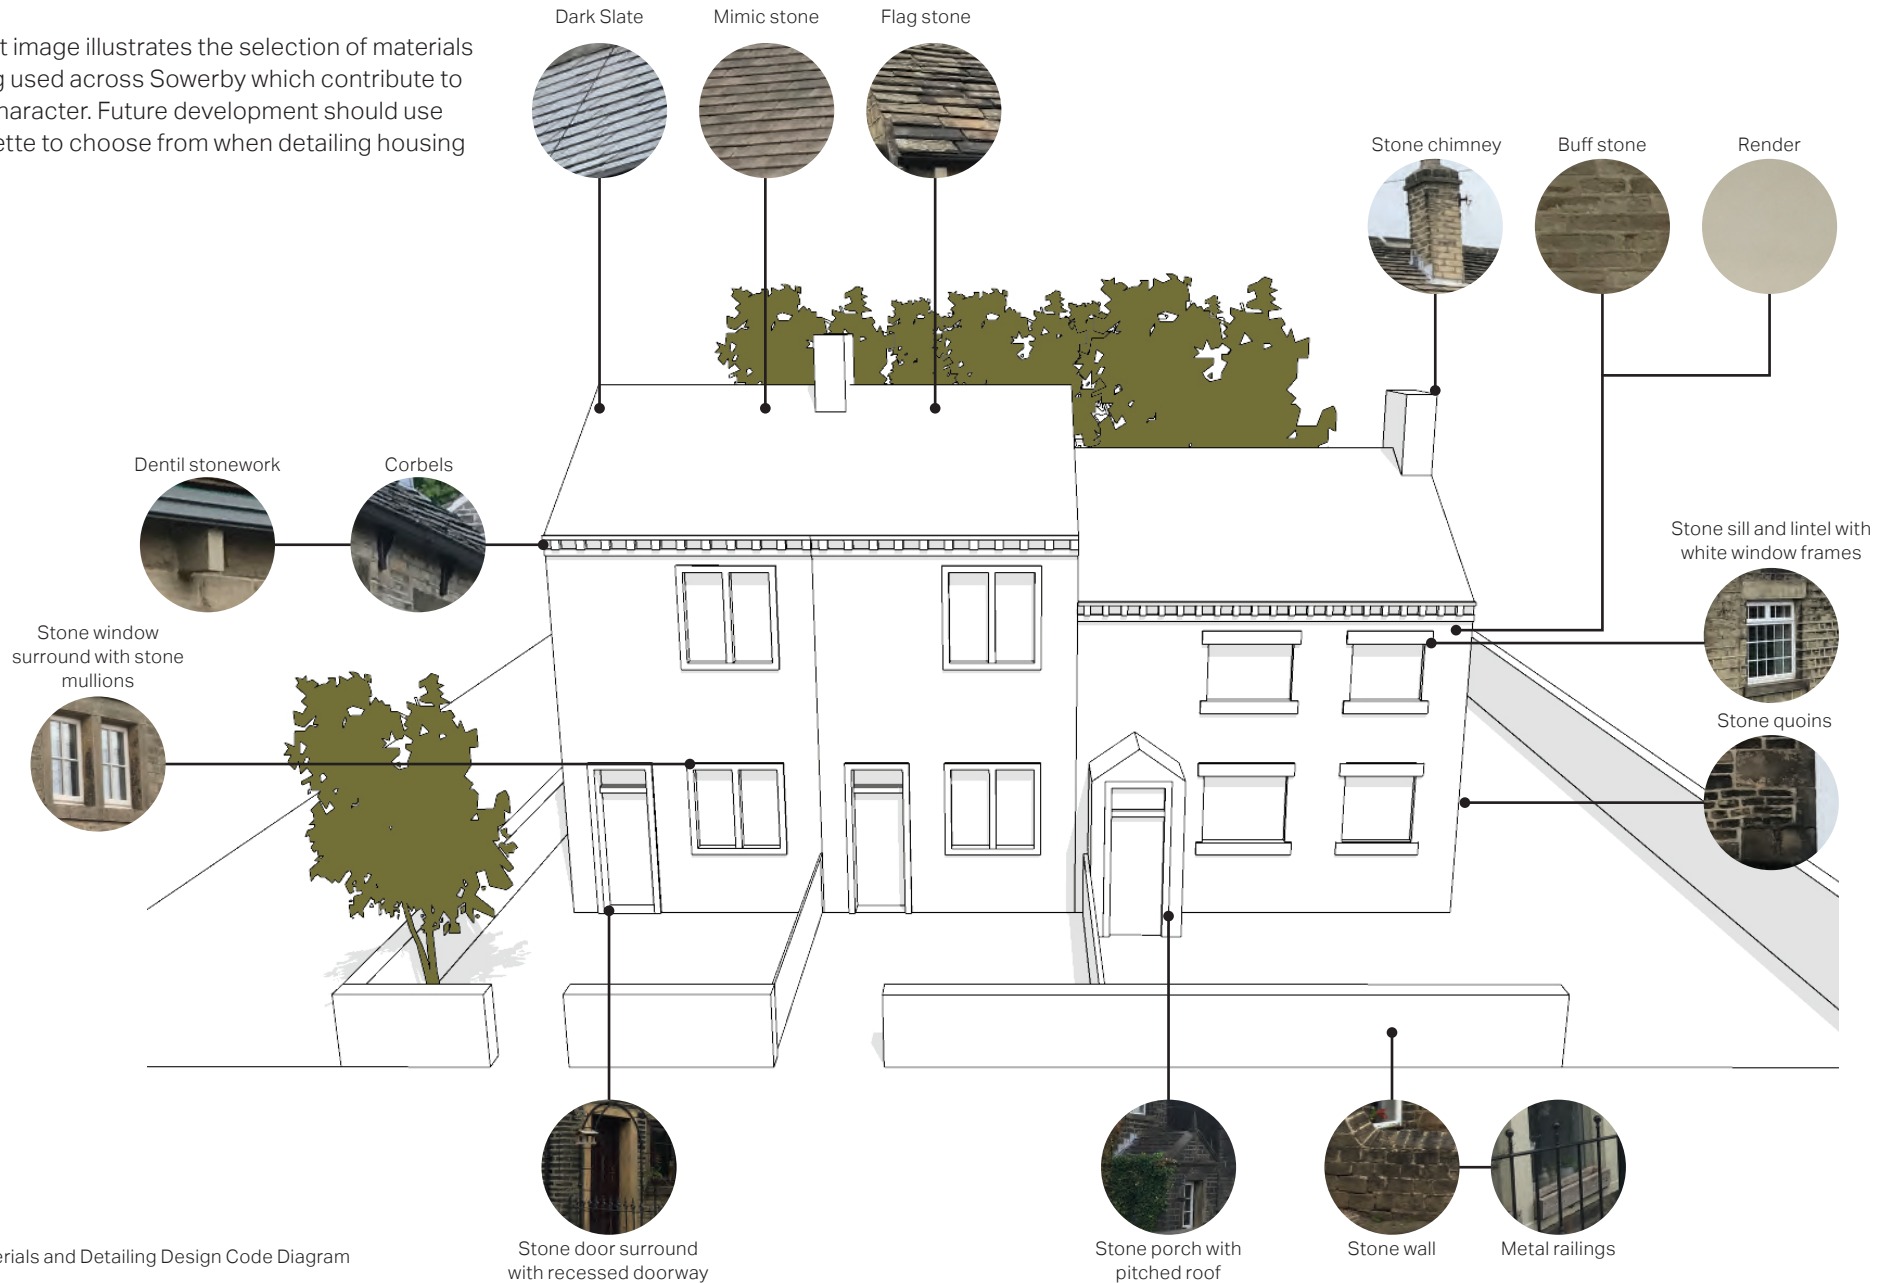 Dark Slate
Mimic stone
Flag stone
t image illustrates the selection of materials
g used across Sowerby which contribute to
haracter. Future development should use
ette to choose from when detailing housing
Stone chimney
Buff stone
Render
Dentil stonework
Corbels
Stone sill and lintel with
white window frames
Stone window
surround with stone
mullions
Stone quoins
Stone door surround
with recessed doorway
Stone porch with
pitched roof
Stone wall
Metal railings
erials and Detailing Design Code Diagram